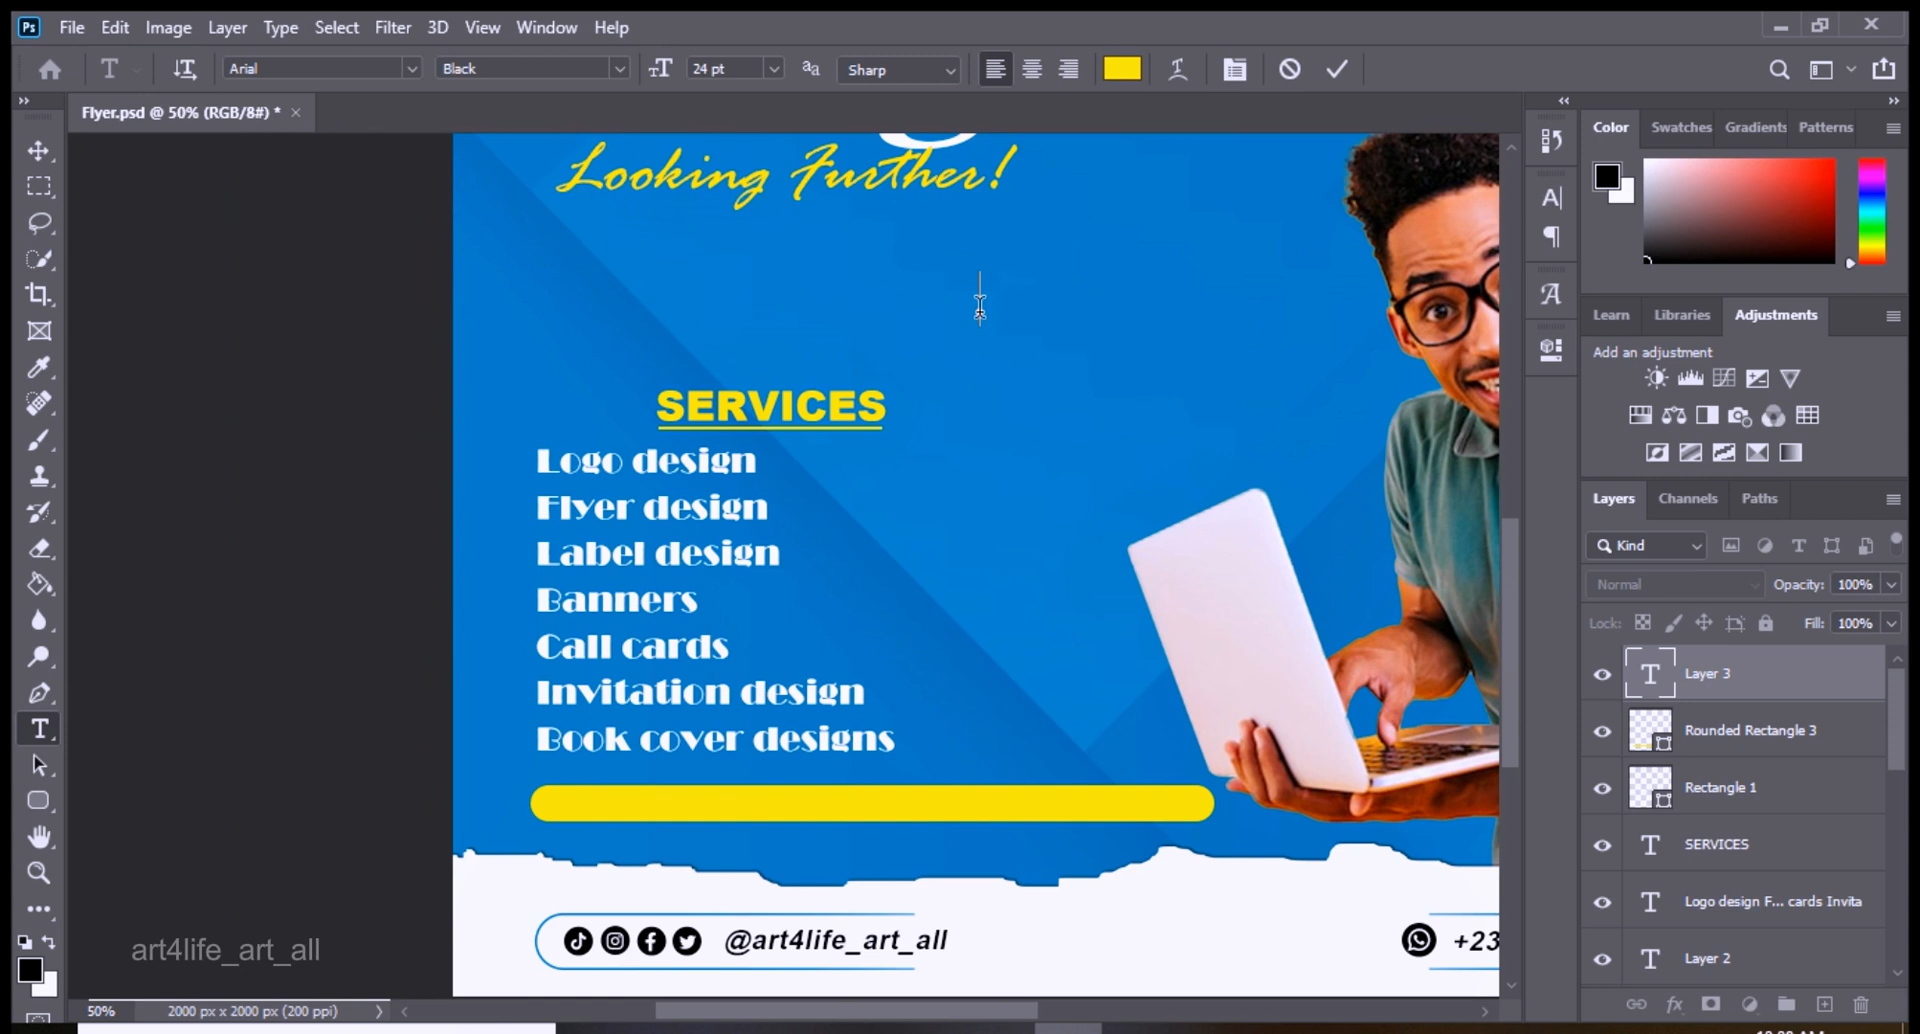 Ps File Edit Image Layer Type Select Filter 3D View Window Help
T Arial Black 24 pt Sharp
Flyer.psd @ 50% (RGB/8#) * ×
Looking Further!
SERVICES
Logo design
Flyer design
Label design
Banners
Call cards
Invitation design
Book cover designs
@art4life_art_all
+23
art4life_art_all
50% 2000 px x 2000 px (200 ppi)
Color Swatches Gradients Patterns
Learn Libraries Adjustments
Add an adjustment
Layers Channels Paths
Kind
Normal Opacity: 100%
Lock: Fill: 100%
Layer 3
Rounded Rectangle 3
Rectangle 1
SERVICES
Logo design F... cards Invita
Layer 2